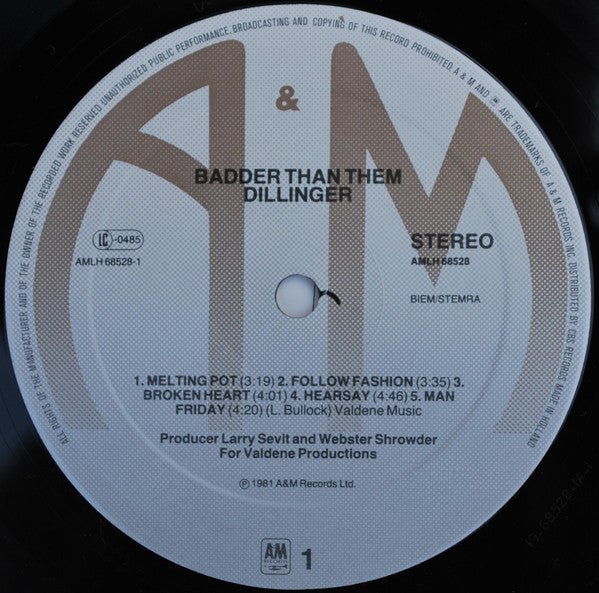 ALL RIGHTS OF THE MANUFACTURER AND OF THE OWNER OF THE RECORDED WORK RESERVED UNAUTHORIZED PUBLIC PERFORMANCE, BROADCASTING AND COPYING OF THIS RECORD PROHIBITED. A & M AND ARE TRADEMARKS OF A & M RECORDS INC. DISTRIBUTED BY CBS RECORDS MADE IN HOLLAND
A & M
BADDER THAN THEM
DILLINGER
LC-0485
STEREO
AMLH 68528-1
AMLH 68528
BIEM/STEMRA
1. MELTING POT (3:19) 2. FOLLOW FASHION (3:35) 3.
BROKEN HEART (4:01) 4. HEARSAY (4:46) 5. MAN
FRIDAY (4:20) (L. Bullock) Valdene Music
Producer Larry Sevit and Webster Shrowder
For Valdene Productions
℗ 1981 A&M Records Ltd.
AM
RECORDS
1